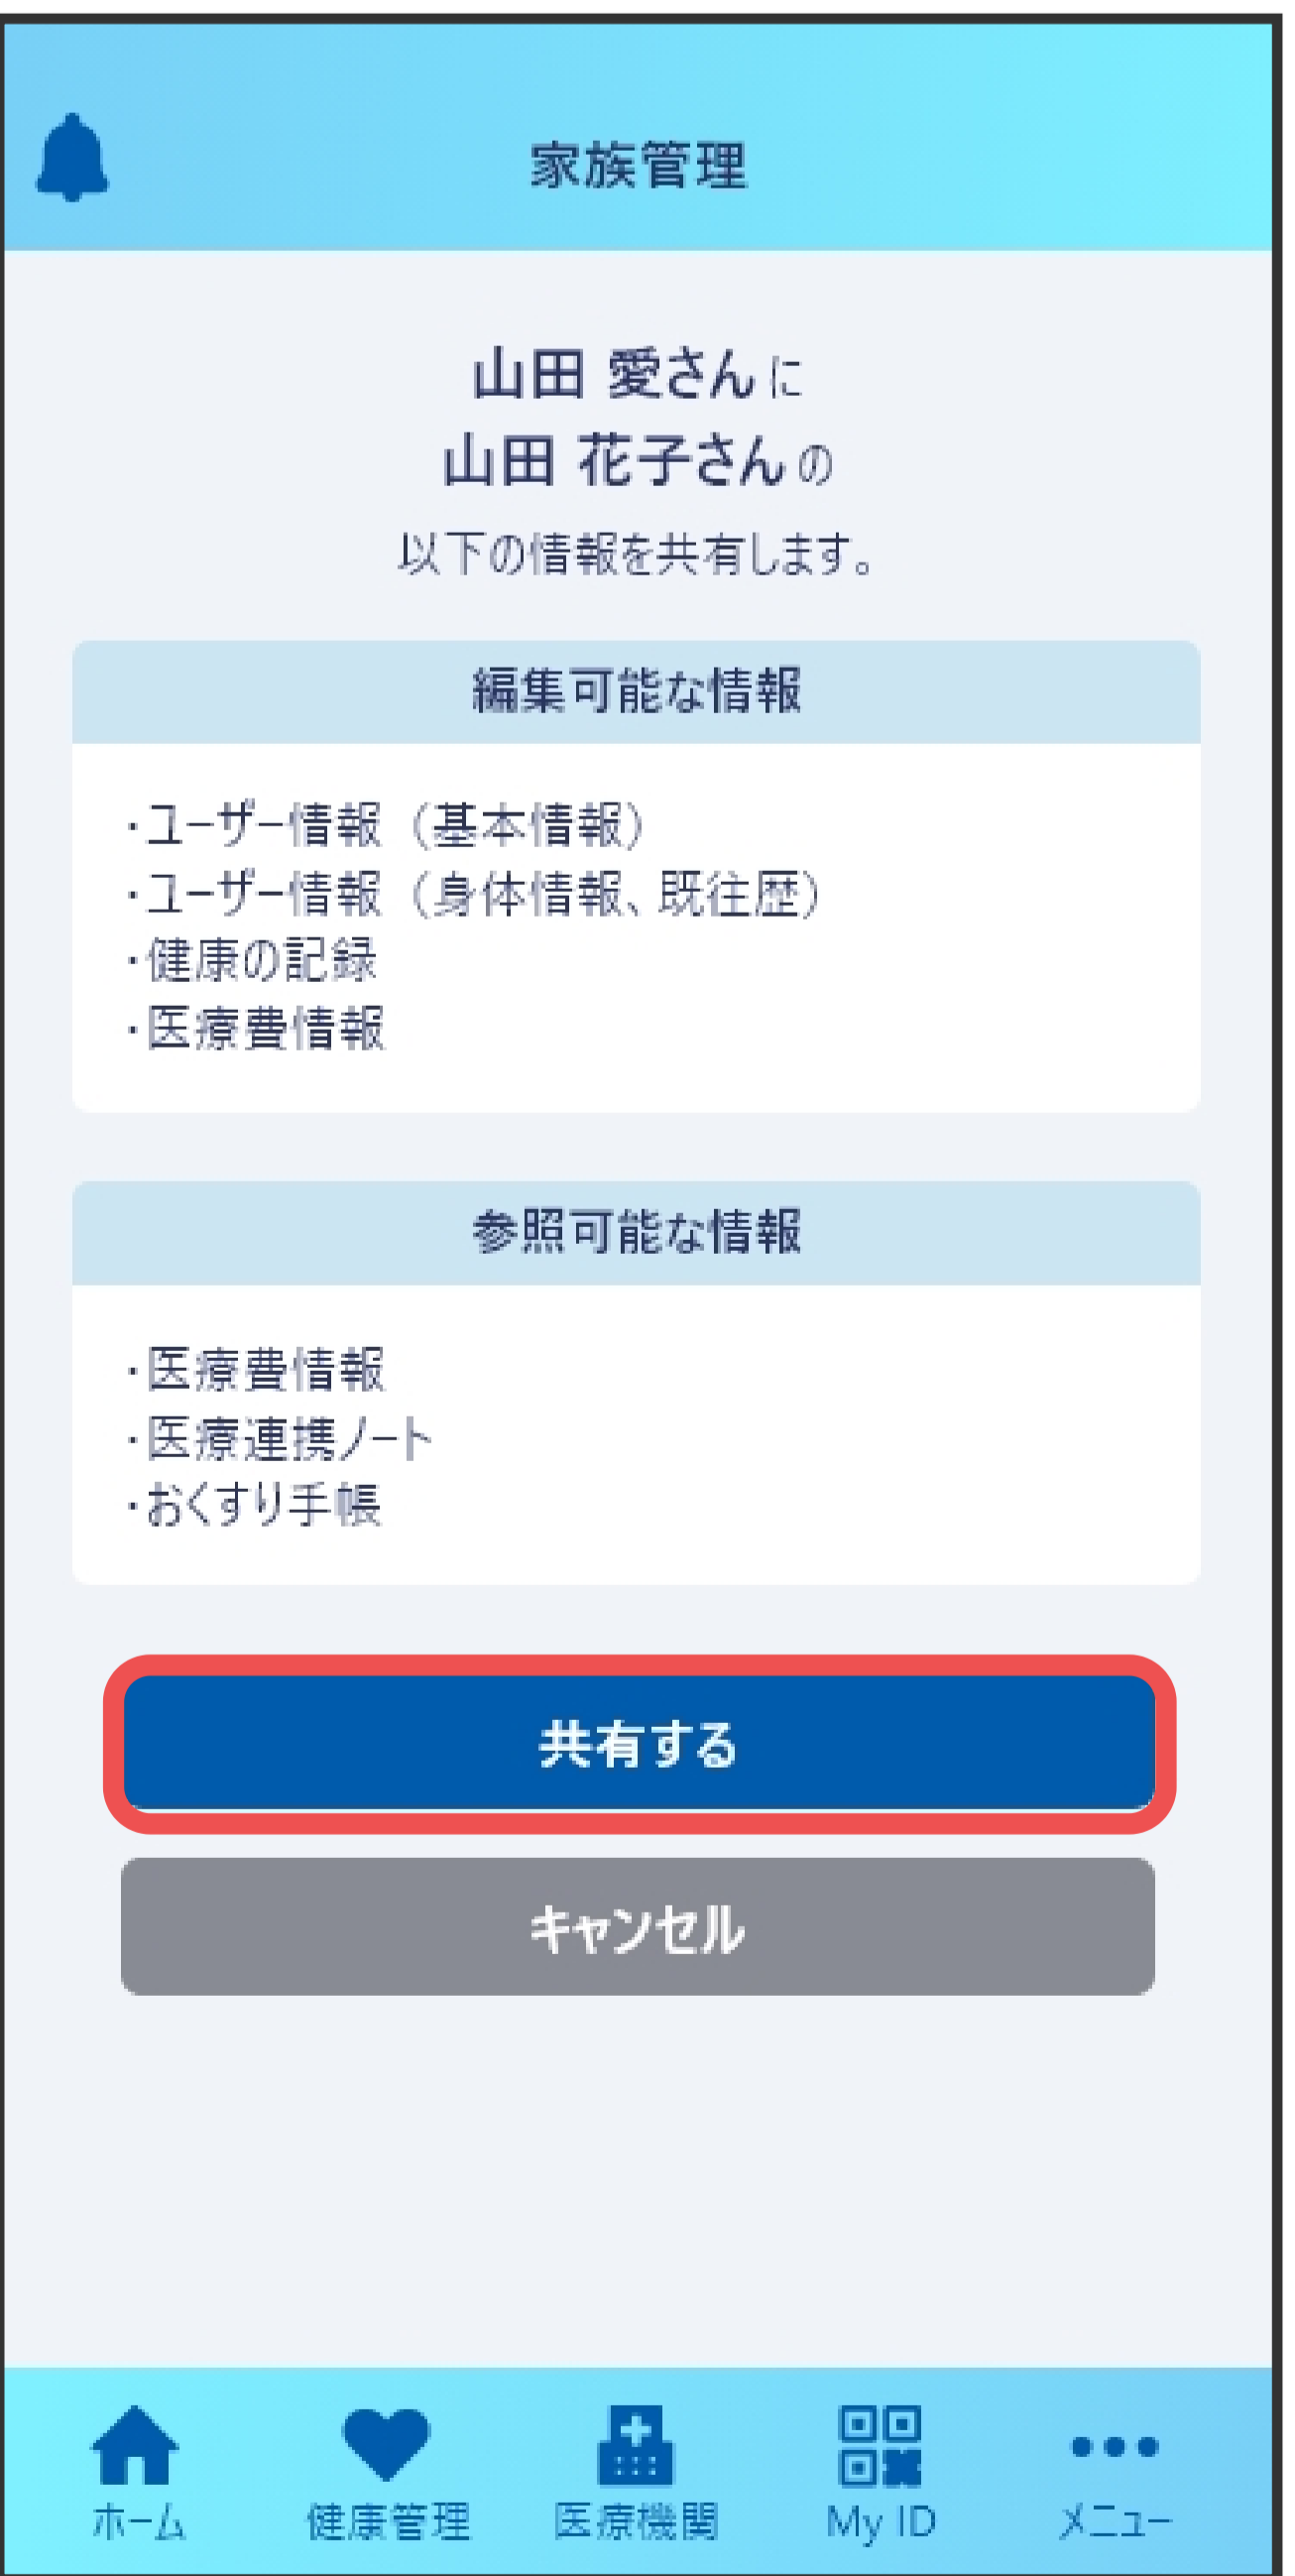 家族管理
山田 愛さんに
山田 花子さんの
以下の情報を共有します。
編集可能な情報
・ユーザー情報（基本情報）
・ユーザー情報（身体情報、既往歴）
・健康の記録
・医療費情報
参照可能な情報
・医療費情報
・医療連携ノート
・おくすり手帳
共有する
キャンセル
ホーム 健康管理 医療機関 My ID メニュー